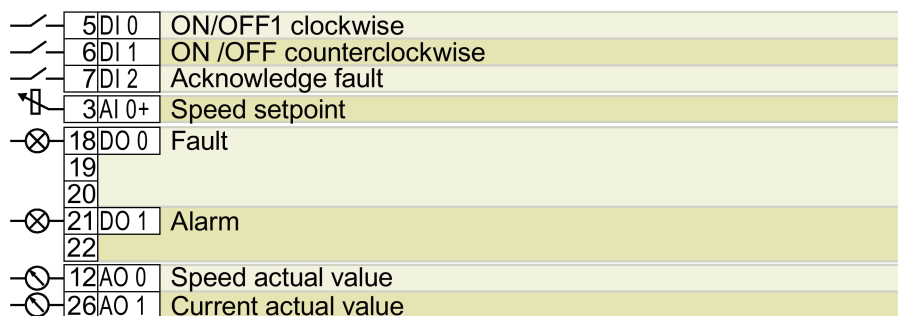 5 DI 0 ON/OFF1 clockwise
6 DI 1 ON /OFF counterclockwise
7 DI 2 Acknowledge fault
3 AI 0+ Speed setpoint
18 DO 0 Fault
19
20
21 DO 1 Alarm
22
12 AO 0 Speed actual value
26 AO 1 Current actual value